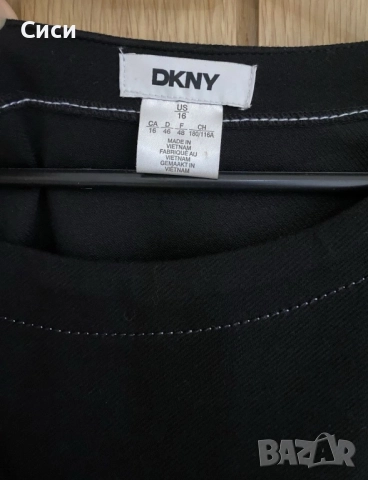 Сиси
DKNY
US
16
CA D F CH
16 46 48 180/116A
MADE IN
VIETNAM
FABRIQUÉ AU
VIETNAM
GEMAAKT IN
VIETNAM
BAZAR